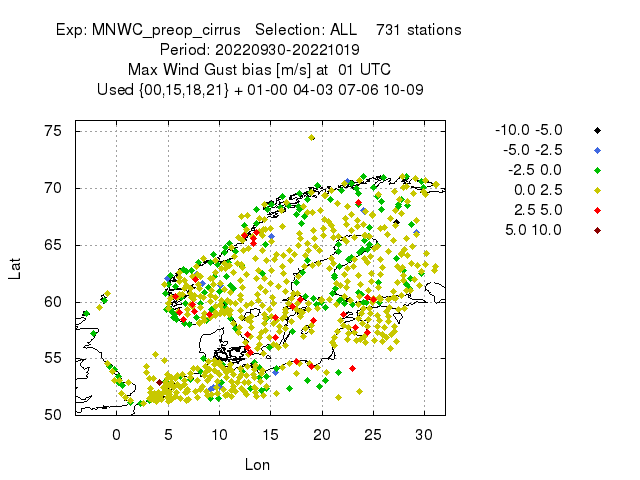 Exp: MNWC_preop_cirrus   Selection: ALL    731 stations
Period: 20220930-20221019
Max Wind Gust bias [m/s] at  01 UTC
Used {00,15,18,21} + 01-00 04-03 07-06 10-09
-10.0 -5.0
-5.0 -2.5
-2.5 0.0
0.0 2.5
2.5 5.0
5.0 10.0
75
70
65
60
55
50
Lat
0 5 10 15 20 25 30
Lon